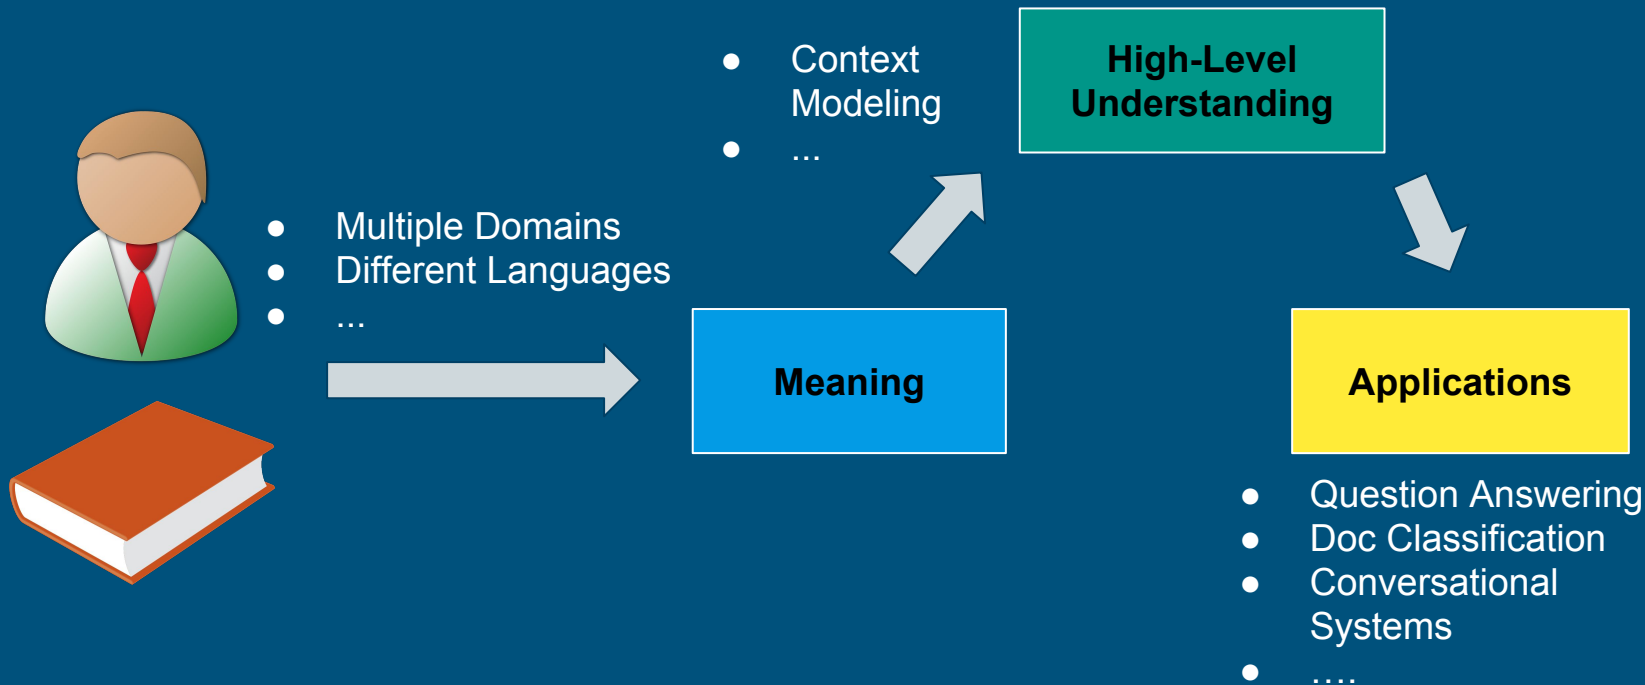 ● Multiple Domains
● Different Languages
● ...
Meaning
● Context
Modeling
● ...
High-Level
Understanding
Applications
● Question Answering
● Doc Classification
● Conversational
Systems
● ....